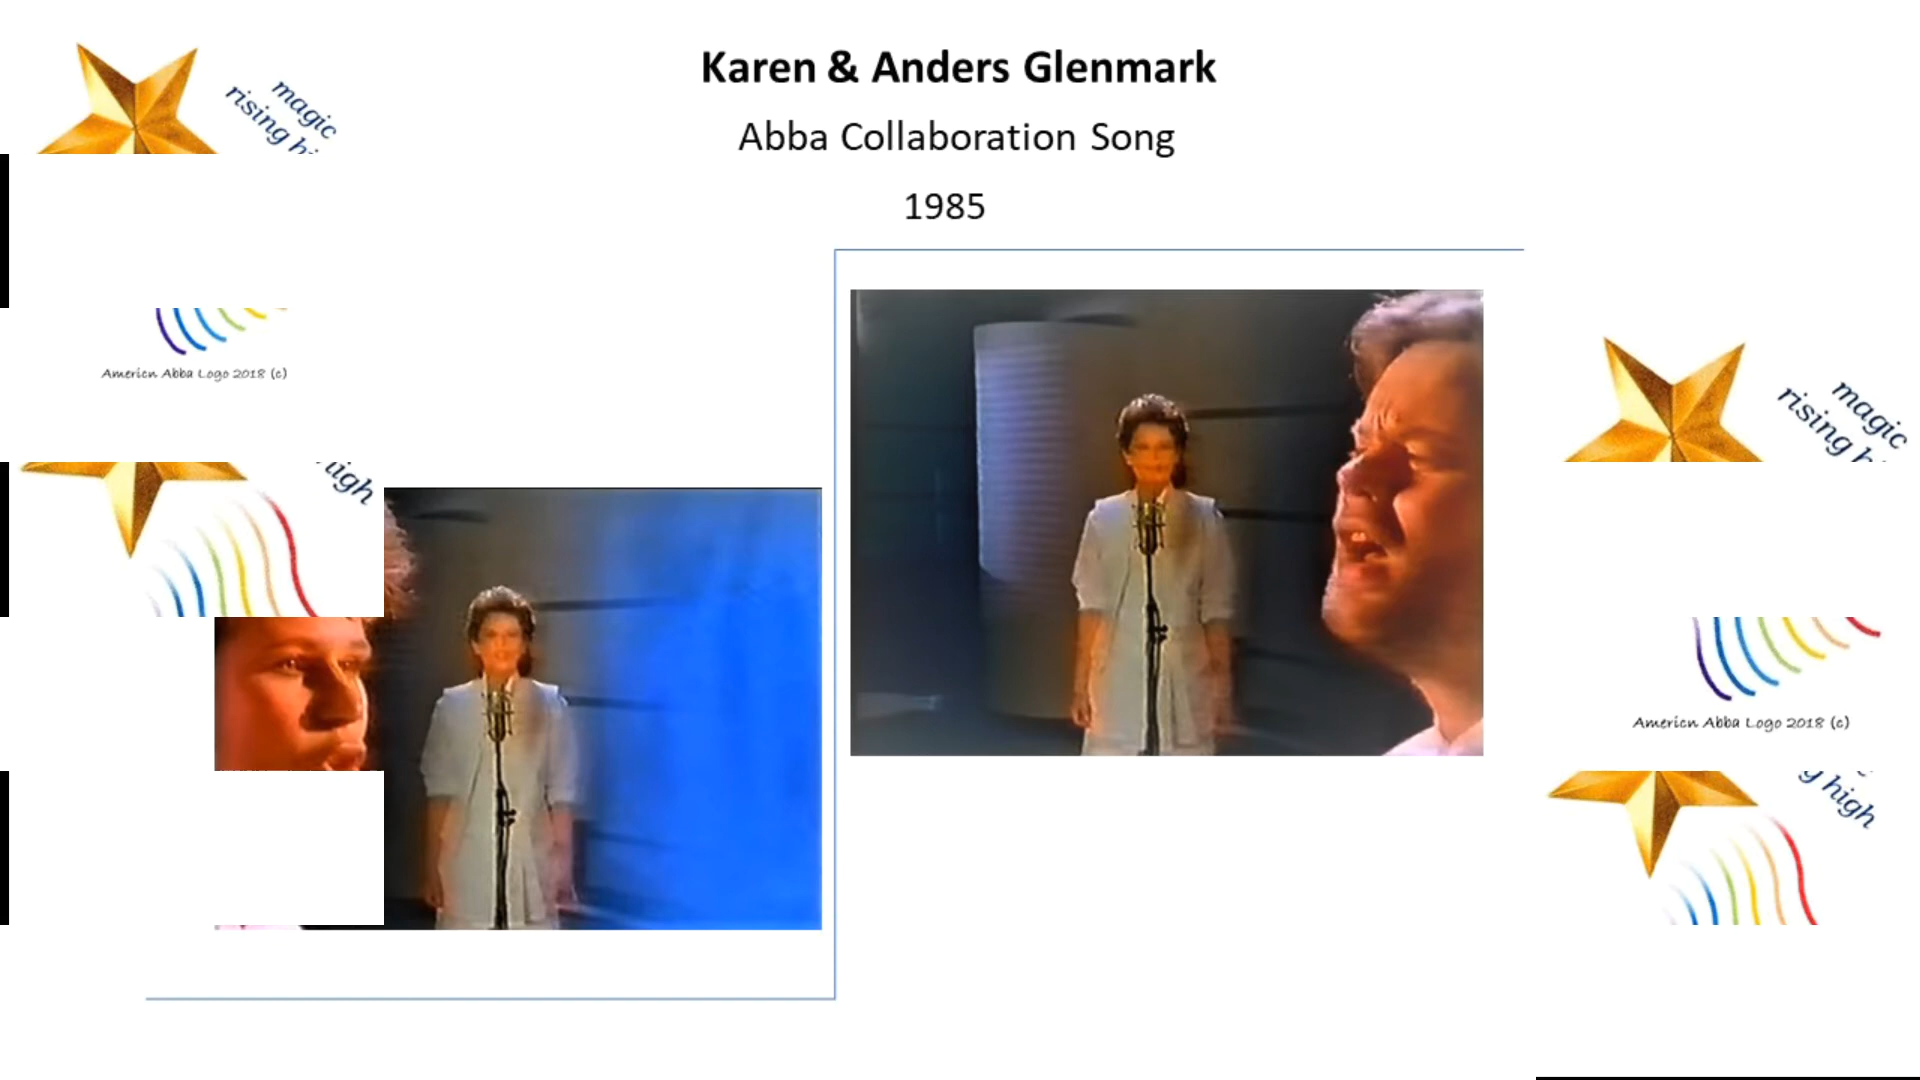 Karen & Anders Glenmark
Abba Collaboration Song
1985
magic
rising
Americn Abba Logo 2018 (c)
high
magic
rising
Americn Abba Logo 2018 (c)
high